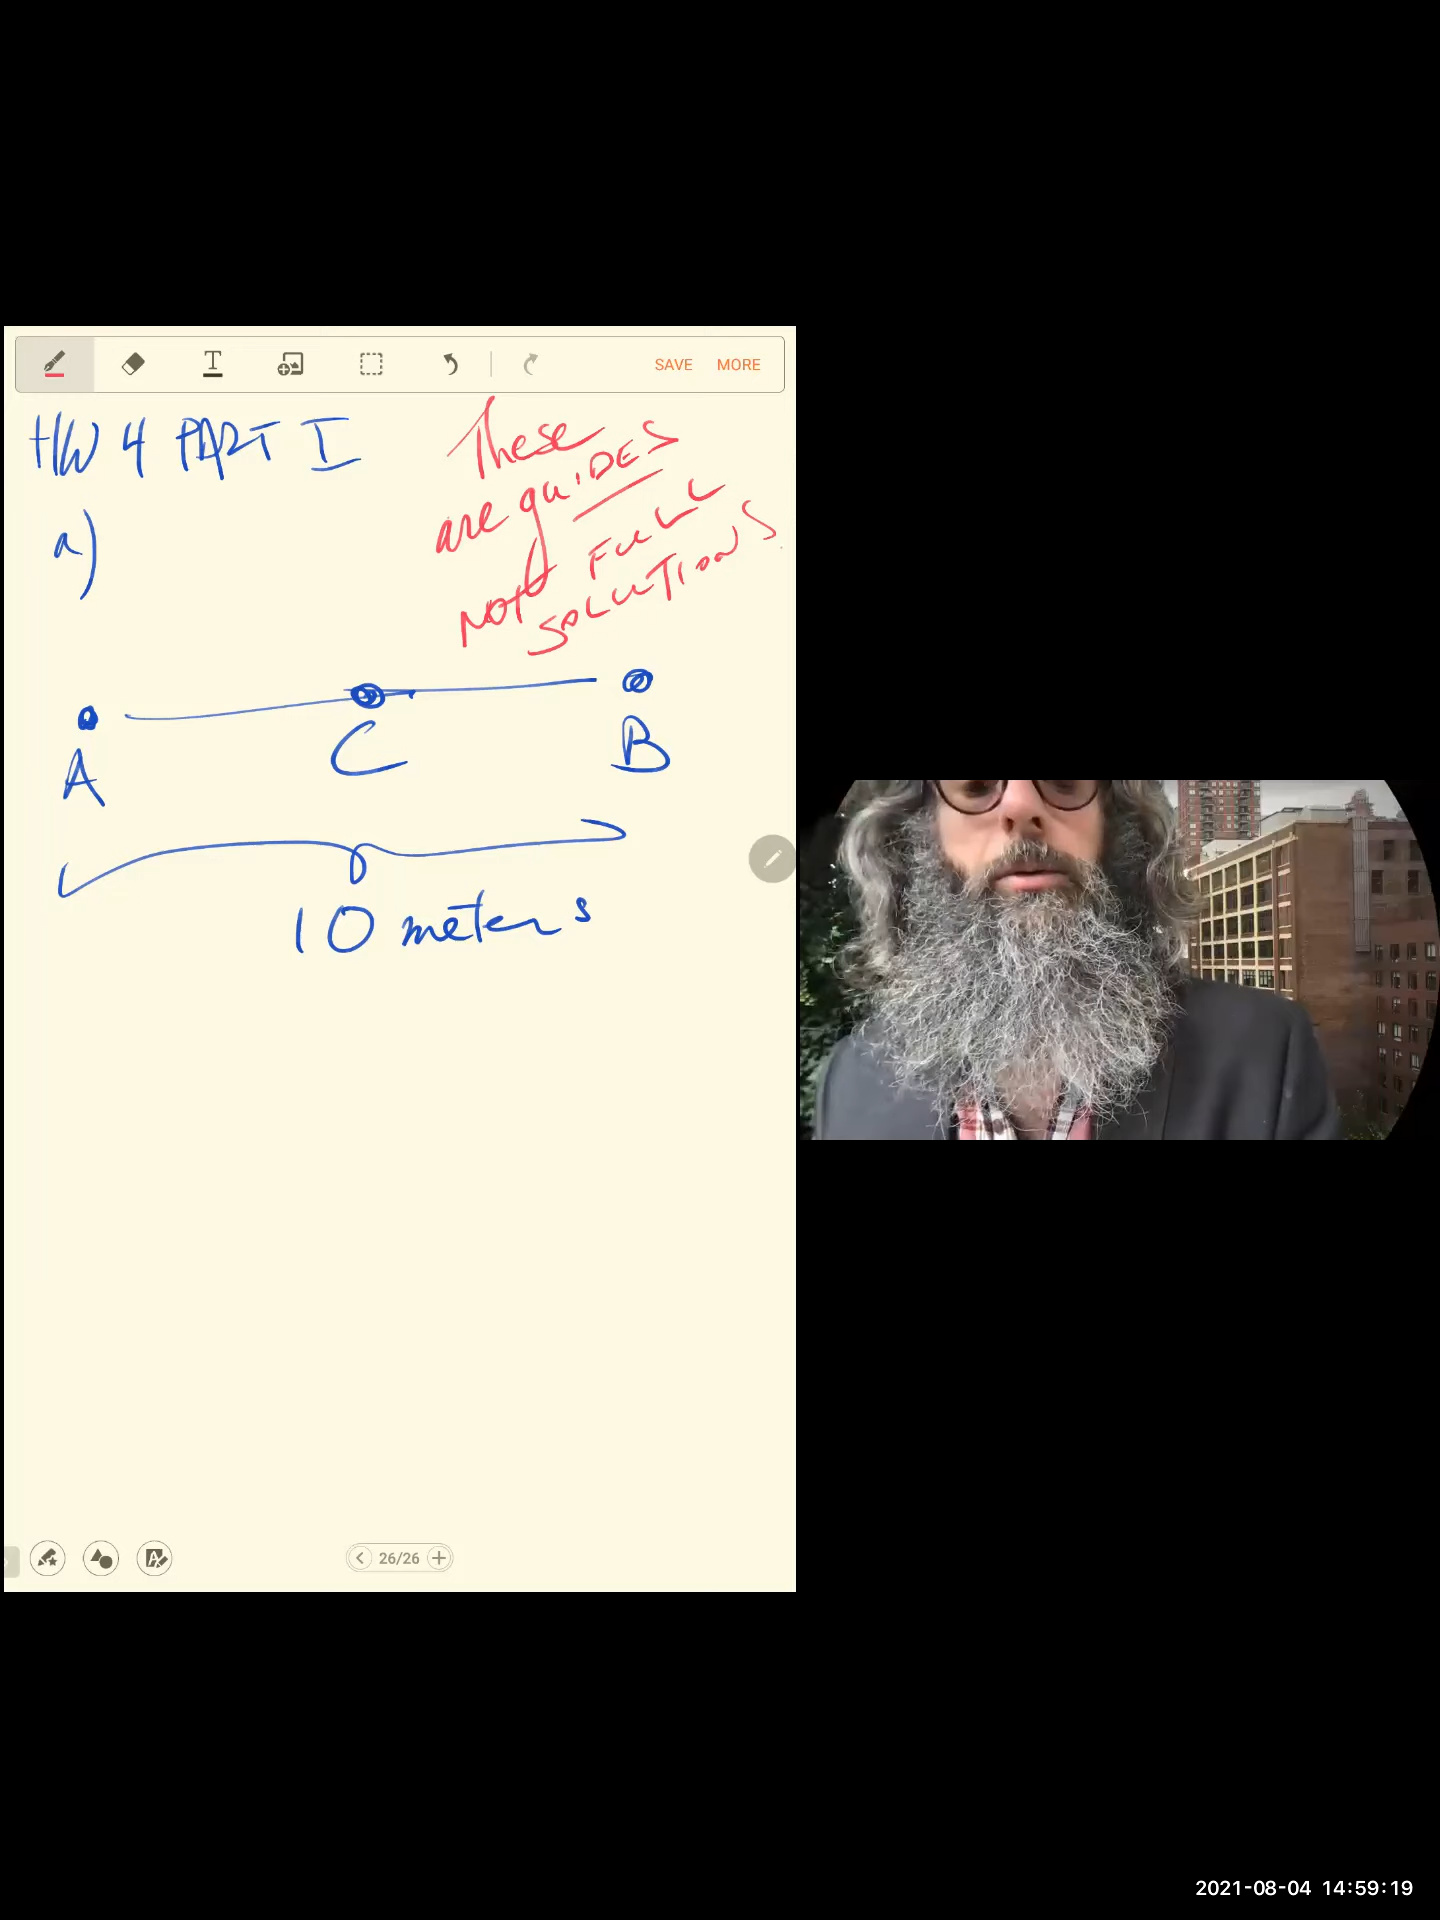 T
SAVE
MORE
HW 4 PART I
These
are guIDES
not FULL
SOLUTIONS
a)
A
C
B
10 meters
A
26/26
2021-08-04 14:59:19